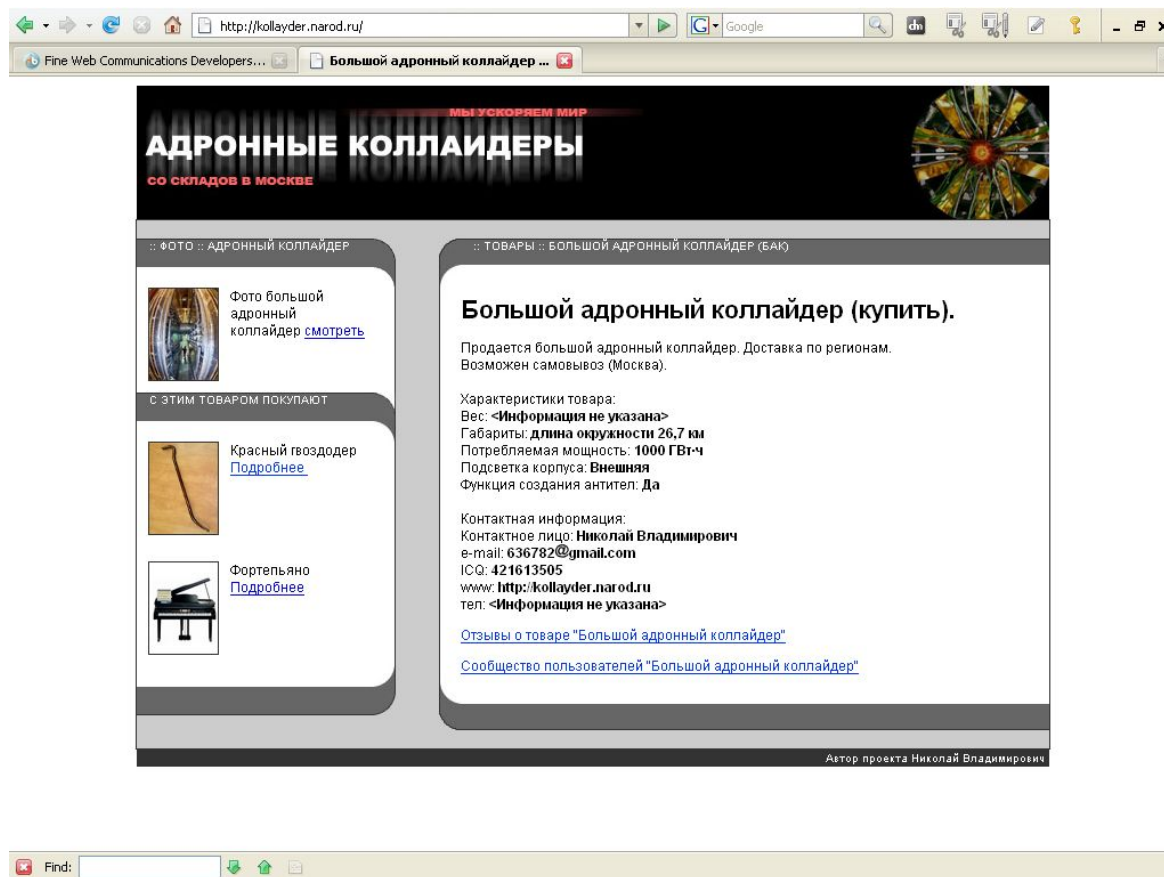 http://kollayder.narod.ru/
Google
Fine Web Communications Developers...
Большой адронный коллайдер ...
МЫ УСКОРЯЕМ МИР
АДРОННЫЕ КОЛЛАЙДЕРЫ
СО СКЛАДОВ В МОСКВЕ
:: ФОТО :: АДРОННЫЙ КОЛЛАЙДЕР
Фото большой
адронный
коллайдер смотреть
С ЭТИМ ТОВАРОМ ПОКУПАЮТ
Красный гвоздодер
Подробнее
Фортепьяно
Подробнее
:: ТОВАРЫ :: БОЛЬШОЙ АДРОННЫЙ КОЛЛАЙДЕР (БАК)
Большой адронный коллайдер (купить).
Продается большой адронный коллайдер. Доставка по регионам.
Возможен самовывоз (Москва).
Характеристики товара:
Вес: <Информация не указана>
Габариты: длина окружности 26,7 км
Потребляемая мощность: 1000 ГВт·ч
Подсветка корпуса: Внешняя
Функция создания антител: Да
Контактная информация:
Контактное лицо: Николай Владимирович
e-mail: 636782@gmail.com
ICQ: 421613505
www: http://kollayder.narod.ru
тел: <Информация не указана>
Отзывы о товаре "Большой адронный коллайдер"
Сообщество пользователей "Большой адронный коллайдер"
Автор проекта Николай Владимирович
Find: